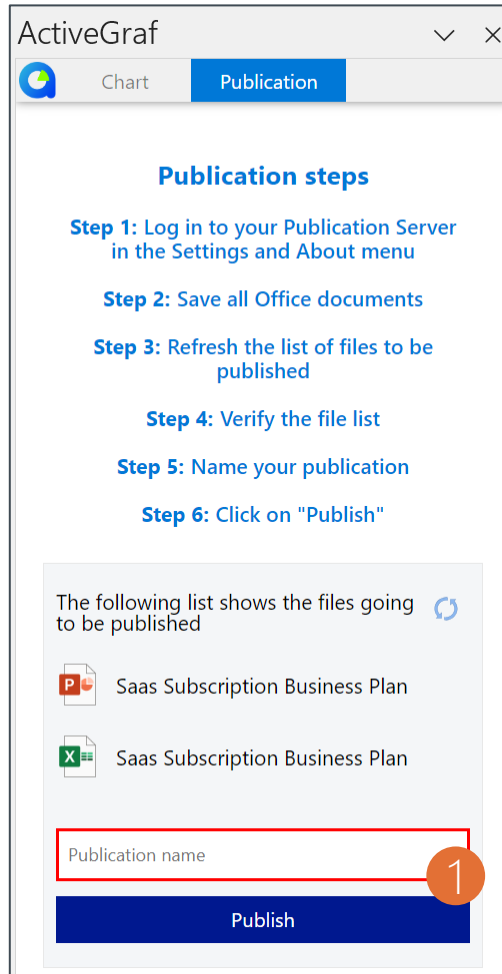 ActiveGraf
Chart
Publication
Publication steps
Step 1: Log in to your Publication Server
in the Settings and About menu
Step 2: Save all Office documents
Step 3: Refresh the list of files to be
published
Step 4: Verify the file list
Step 5: Name your publication
Step 6: Click on "Publish"
The following list shows the files going
to be published
P
Saas Subscription Business Plan
X
Saas Subscription Business Plan
Publication name
1
Publish